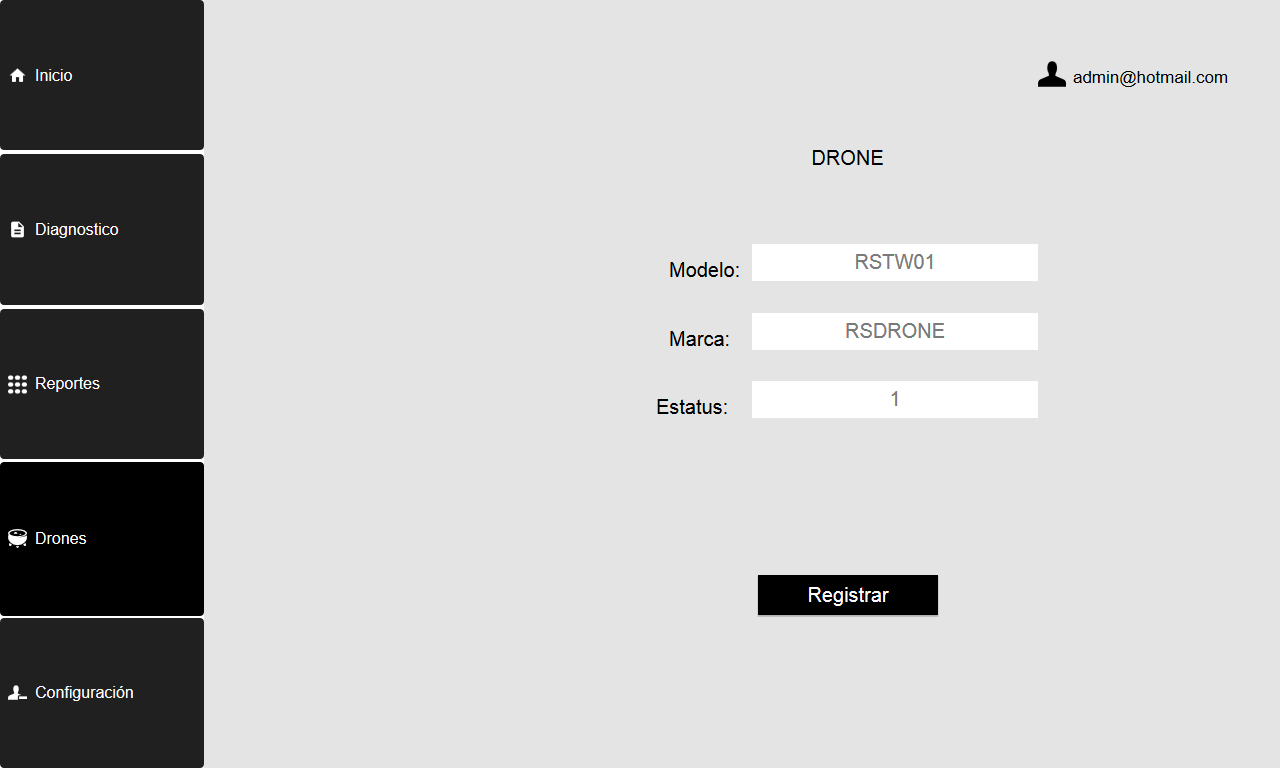 Inicio
admin@hotmail.com
DRONE
Diagnostico
Modelo: RSTW01
Marca: RSDRONE
Reportes
Estatus: 1
Drones
Registrar
Configuración